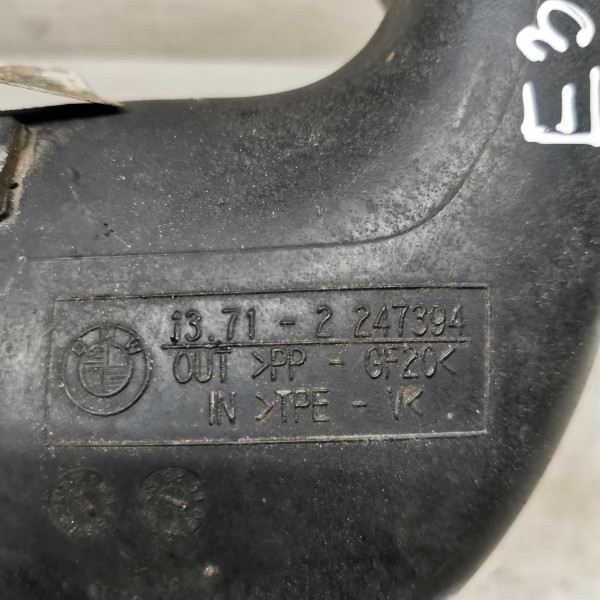 E3
BMW
13.71 - 2 247394
OUT >PP - GF20<
IN >TPE - V<